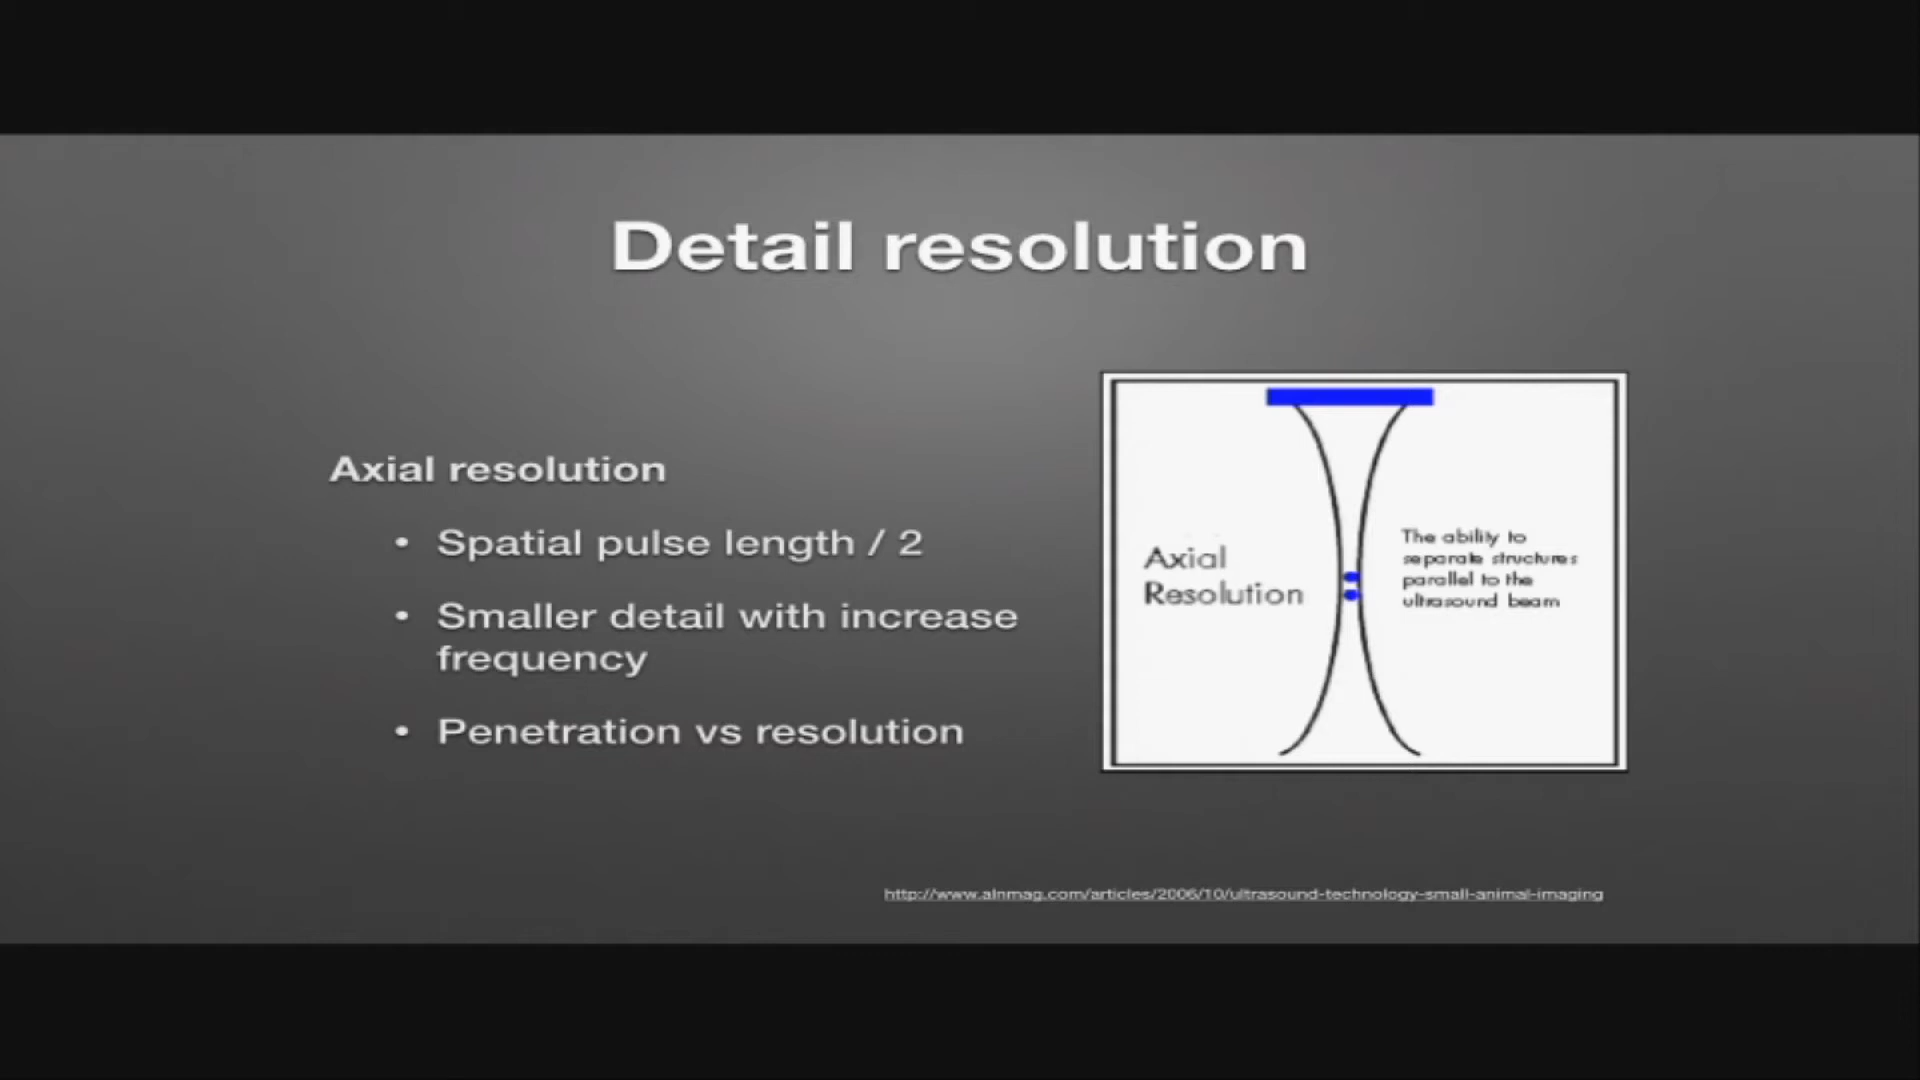 Detail resolution
Axial resolution
• Spatial pulse length / 2
• Smaller detail with increase
frequency
• Penetration vs resolution
Axial
Resolution
The ability to
separate structures
parallel to the
ultrasound beam
http://www.alnmag.com/articles/2006/10/ultrasound-technology-small-animal-imaging